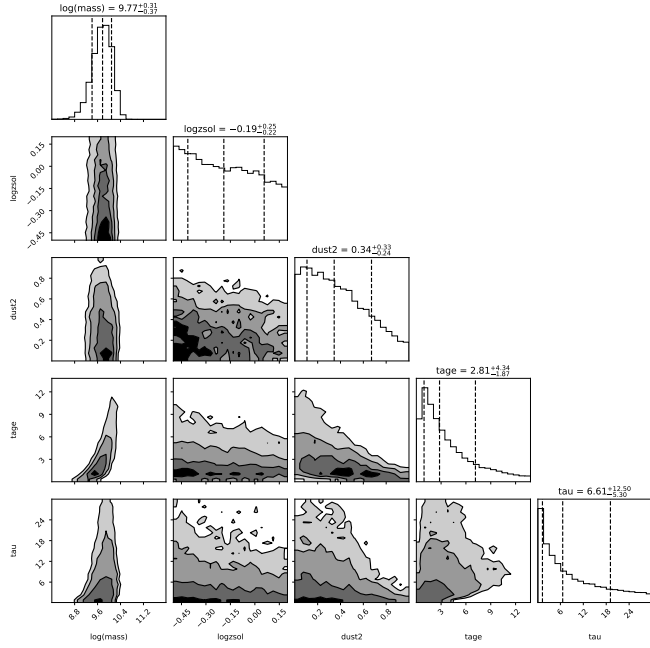 log(mass) = 9.77+0.31−0.37
logzsol = −0.19+0.25−0.22
0.15
0.00
−0.15
−0.30
−0.45
logzsol
dust2 = 0.34+0.33−0.24
0.8
0.6
0.4
0.2
dust2
tage = 2.81+4.34−1.87
12
9
6
3
tage
tau = 6.61+12.50−5.30
24
18
12
6
tau
8.8 9.6 10.4 11.2
−0.45 −0.30 −0.15 0.00 0.15
0.2 0.4 0.6 0.8
3 6 9 12
6 12 18 24
log(mass) logzsol dust2 tage tau